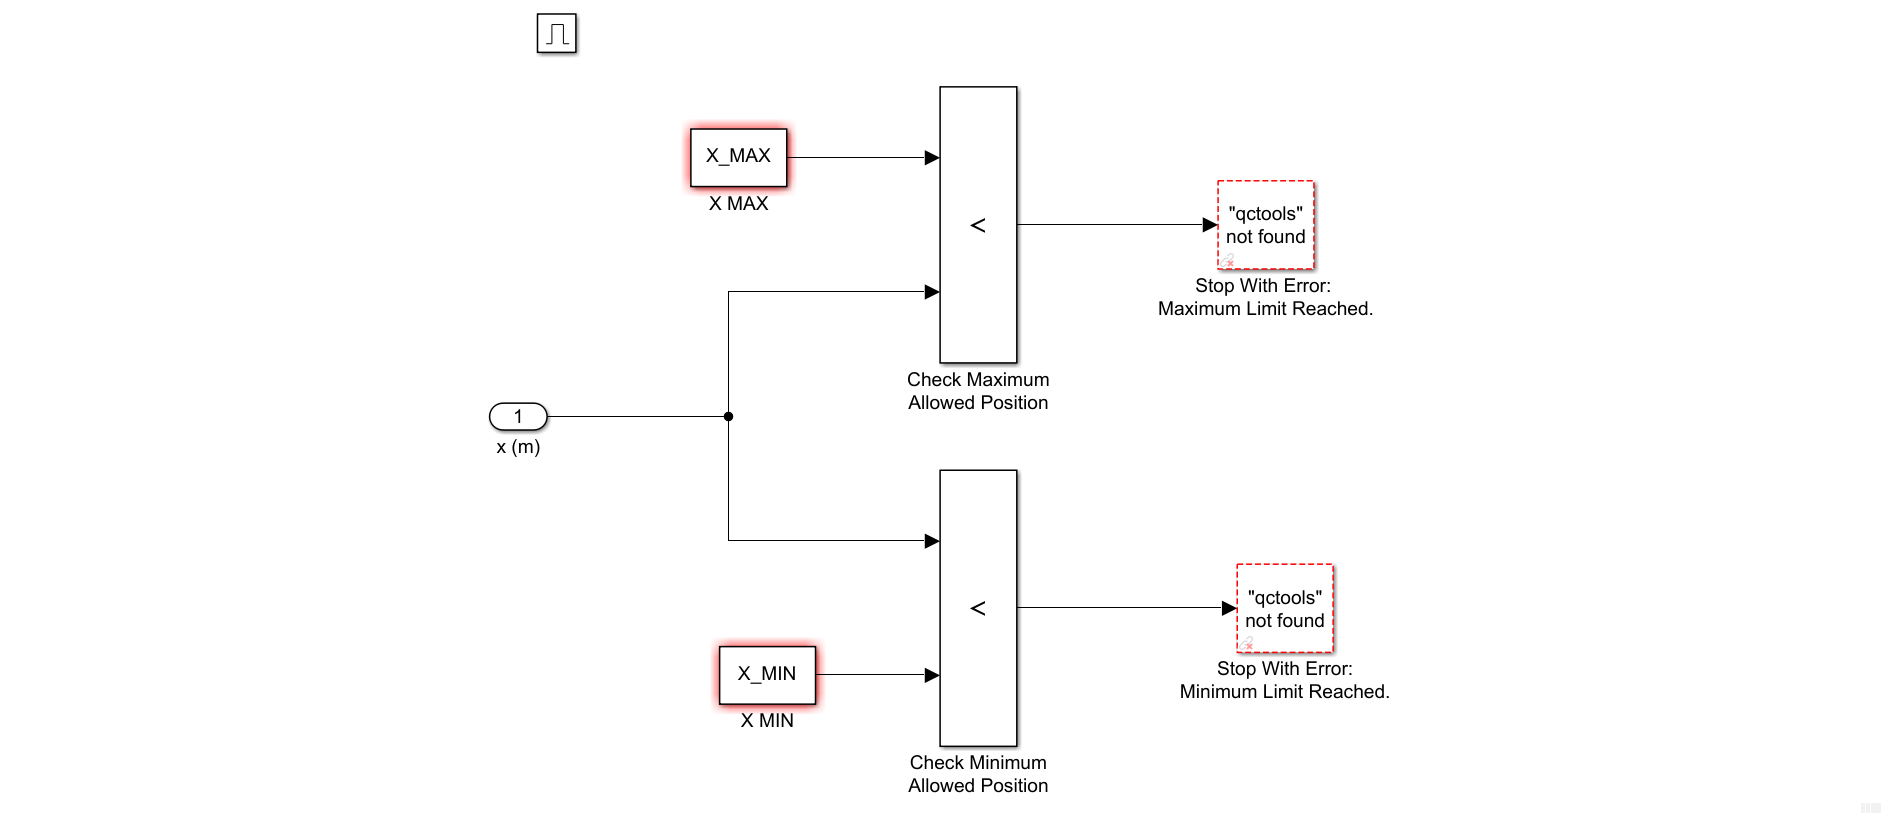 X_MAX
X MAX
<
"qctools"
not found
Stop With Error:
Maximum Limit Reached.
Check Maximum
Allowed Position
1
x (m)
<
"qctools"
not found
Stop With Error:
Minimum Limit Reached.
X_MIN
X MIN
Check Minimum
Allowed Position